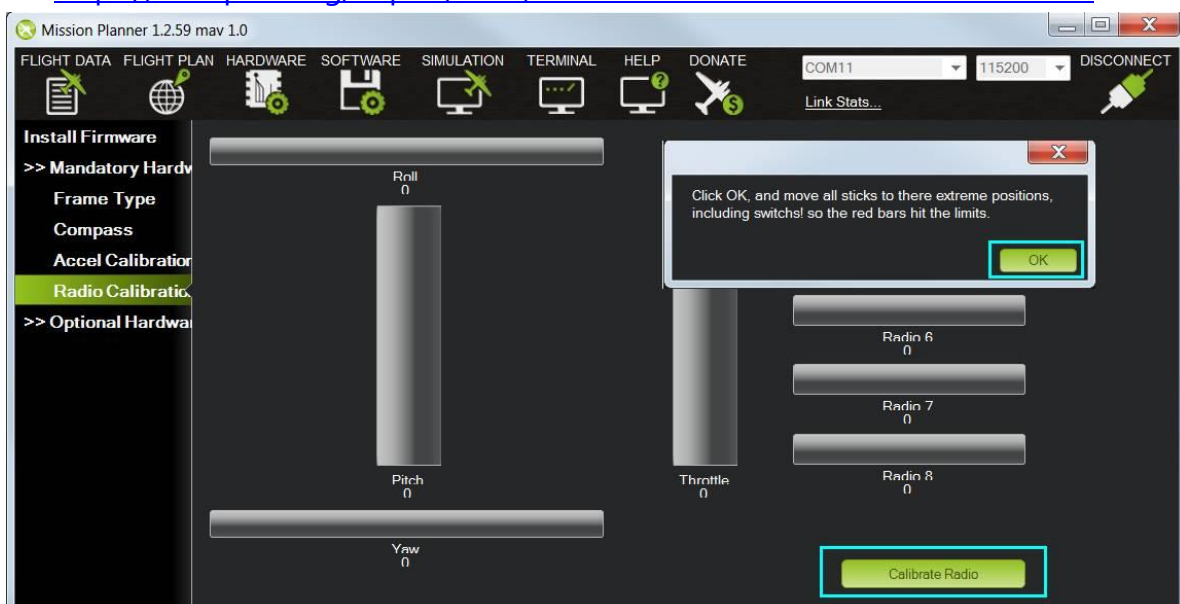 Mission Planner 1.2.59 mav 1.0
FLIGHT DATA FLIGHT PLAN HARDWARE SOFTWARE SIMULATION TERMINAL HELP DONATE COM11 115200 DISCONNECT
Link Stats...
Install Firmware
>> Mandatory Hardw
Frame Type
Compass
Accel Calibration
Radio Calibratio
>> Optional Hardwar
Roll
0
Pitch
0
Yaw
0
Click OK, and move all sticks to there extreme positions,
including switchs! so the red bars hit the limits.
OK
Throttle
0
Radio 6
0
Radio 7
0
Radio 8
0
Calibrate Radio